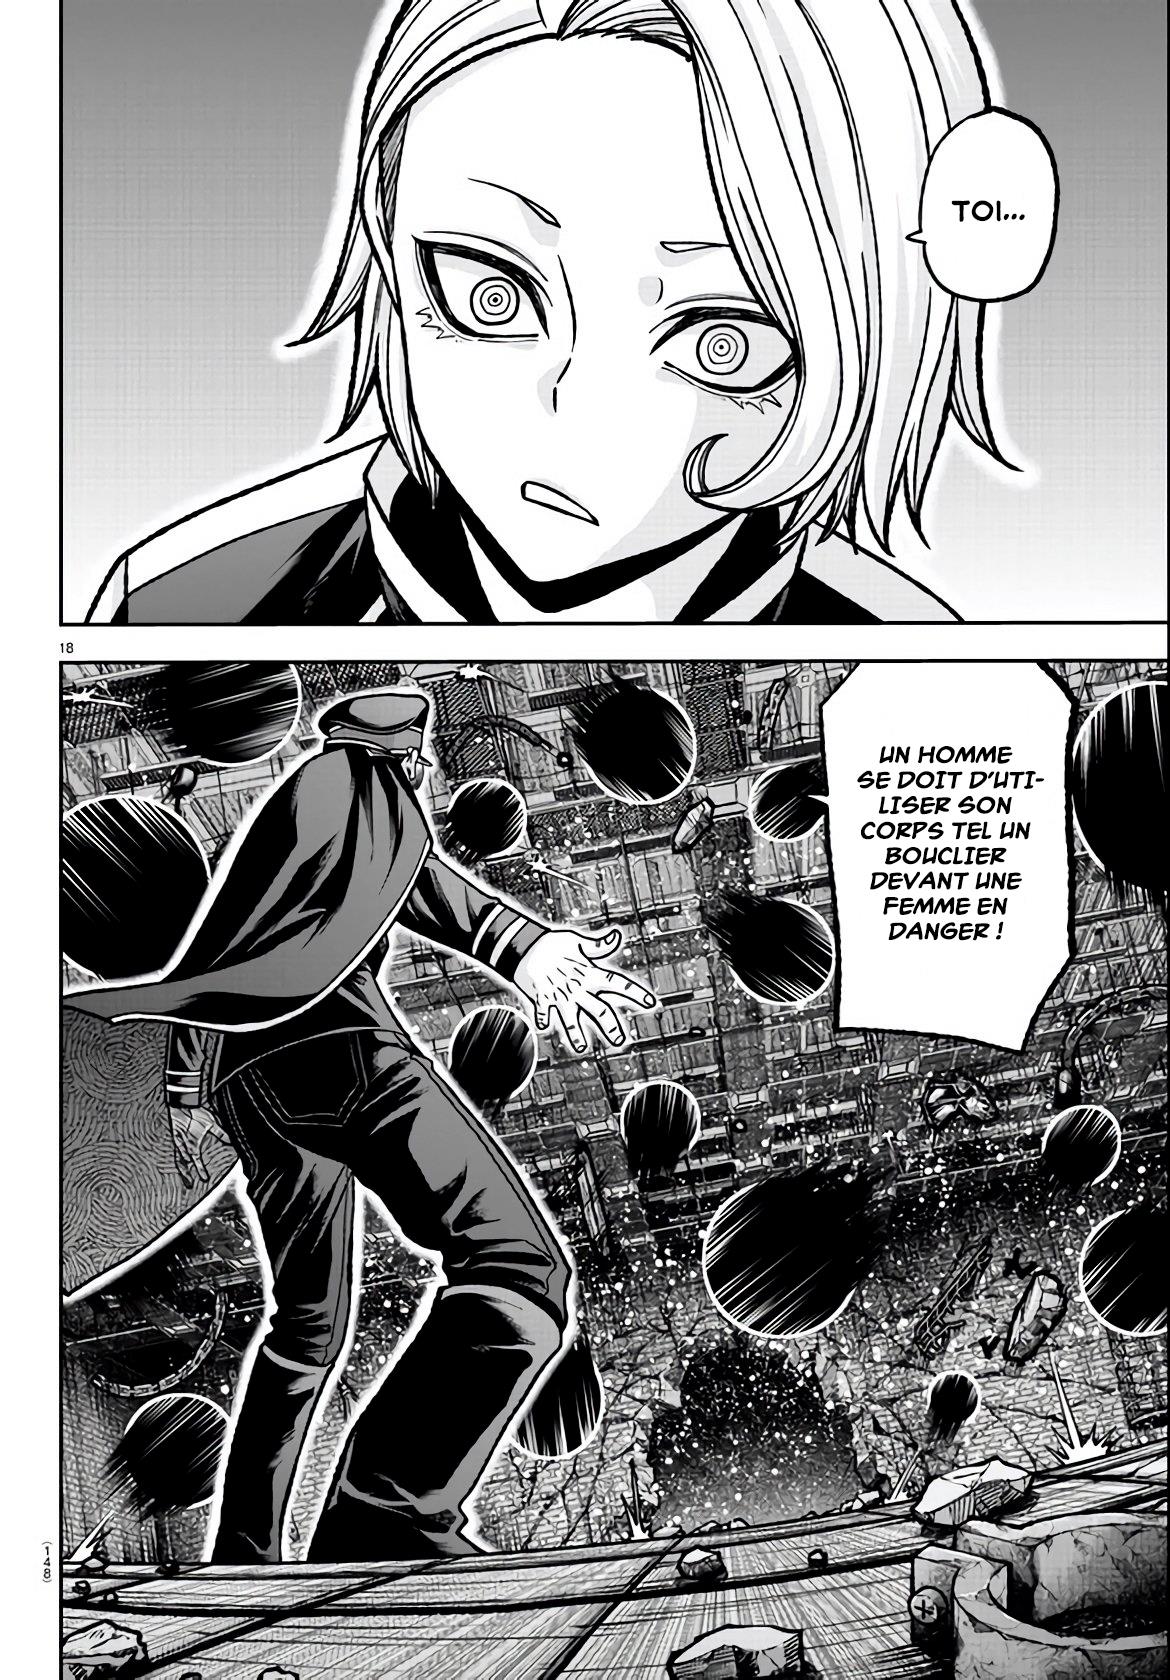 TOI...
18
UN HOMME
SE DOIT D'UTI-
LISER SON
CORPS TEL UN
BOUCLIER
DEVANT UNE
FEMME EN
DANGER !
(148)